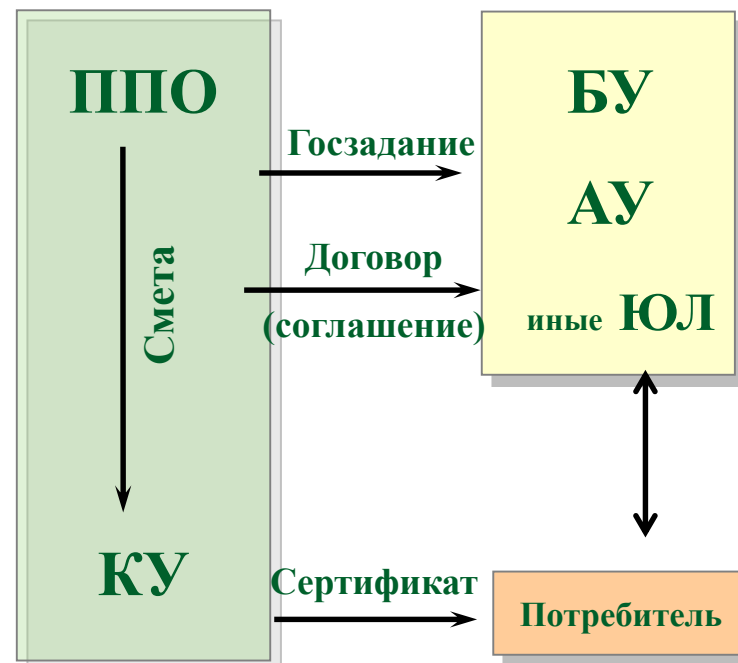 ППО
БУ
Госзадание
АУ
Договор
(соглашение)
иные ЮЛ
Смета
КУ
Сертификат
Потребитель